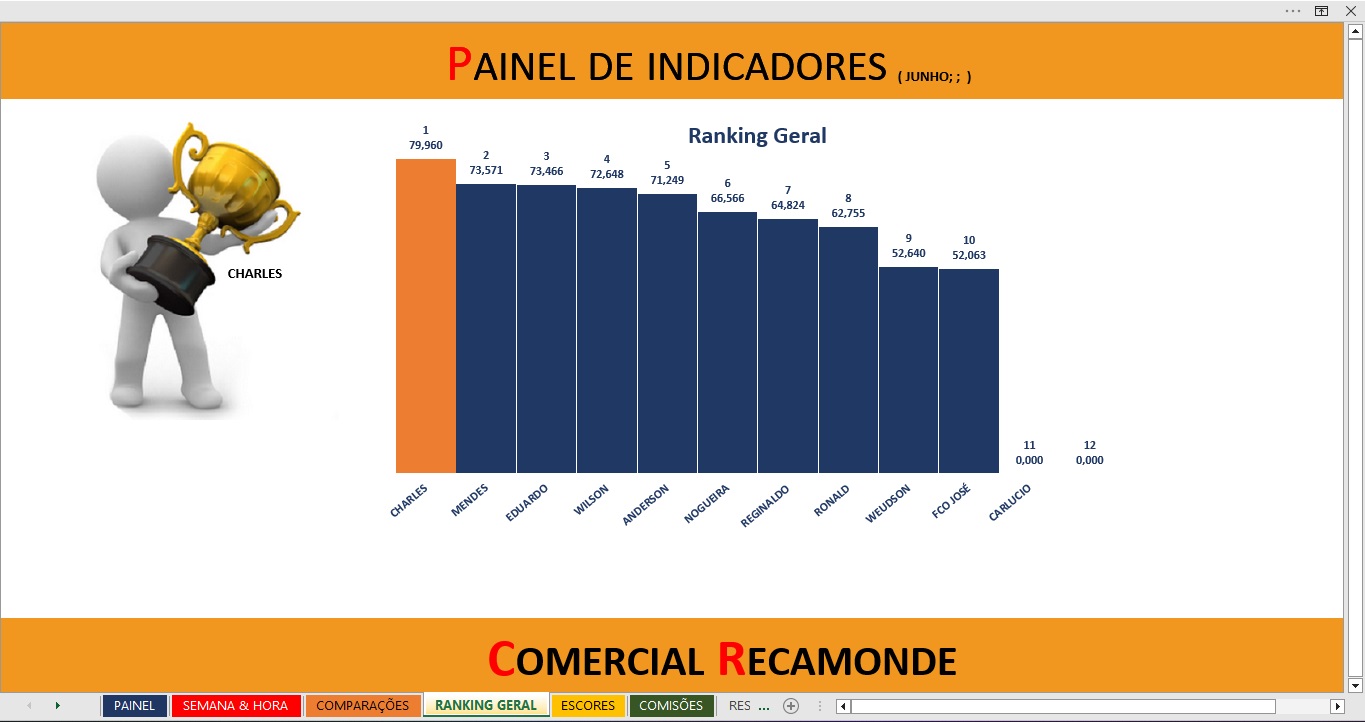 PAINEL DE INDICADORES ( JUNHO; ;  )
Ranking Geral
1
79,960
2
73,571
3
73,466
4
72,648
5
71,249
6
66,566
7
64,824
8
62,755
9
52,640
10
52,063
11
0,000
12
0,000
CHARLES
CHARLES
MENDES
EDUARDO
WILSON
ANDERSON
NOGUEIRA
REGINALDO
RONALD
WEUDSON
FCO JOSÉ
CARLUCIO
COMERCIAL RECAMONDE
PAINEL SEMANA & HORA COMPARAÇÕES RANKING GERAL ESCORES COMISÕES RES ...